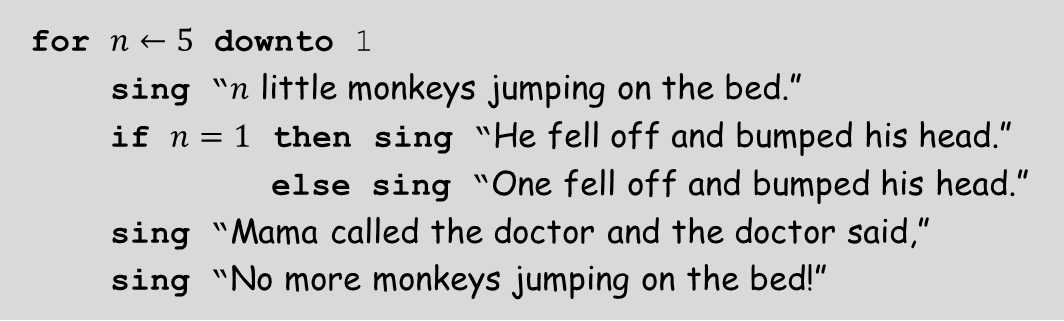 for n ← 5 downto 1
sing “n little monkeys jumping on the bed.”
if n = 1 then sing “He fell off and bumped his head.”
else sing “One fell off and bumped his head.”
sing “Mama called the doctor and the doctor said,”
sing “No more monkeys jumping on the bed!”